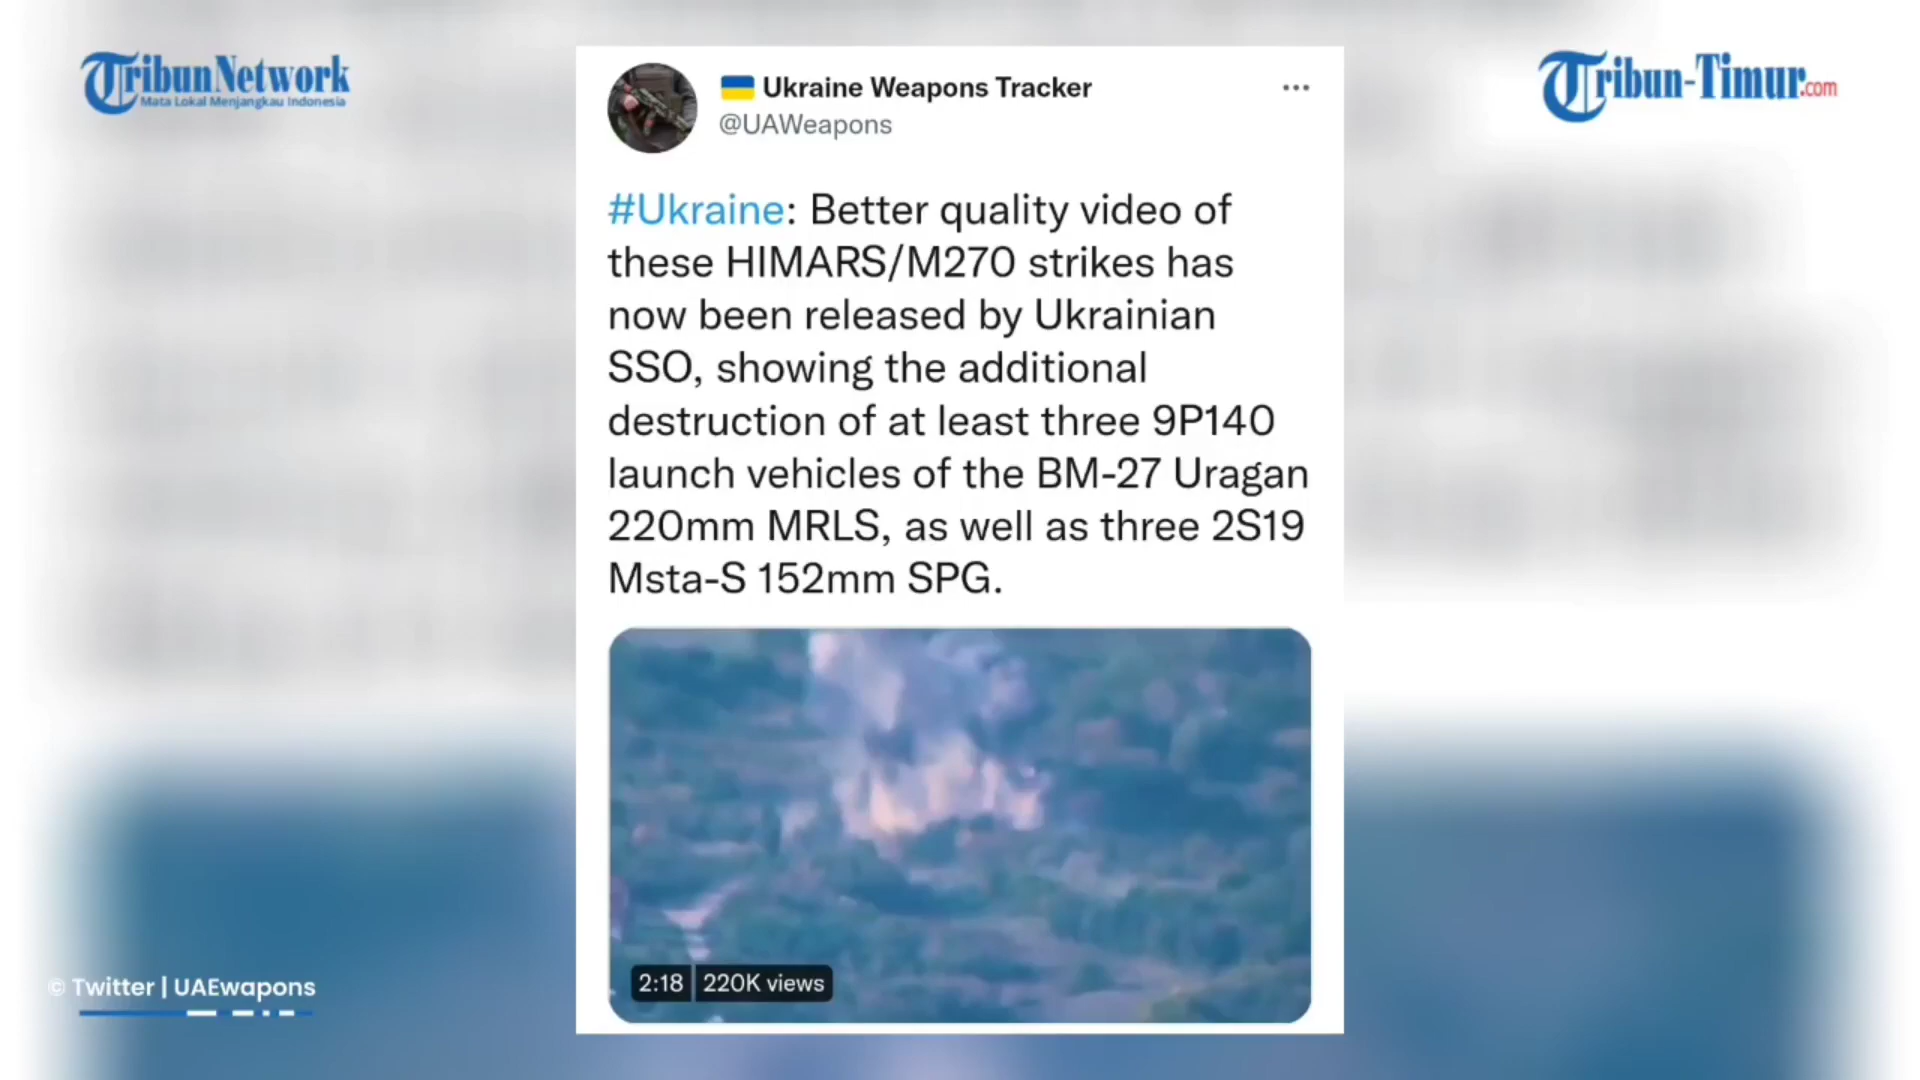 Tribun Network
Mata Lokal Menjangkau Indonesia
Tribun-Timur.com
Ukraine Weapons Tracker
@UAWeapons
#Ukraine: Better quality video of
these HIMARS/M270 strikes has
now been released by Ukrainian
SSO, showing the additional
destruction of at least three 9P140
launch vehicles of the BM-27 Uragan
220mm MRLS, as well as three 2S19
Msta-S 152mm SPG.
2:18 220K views
© Twitter | UAEwapons